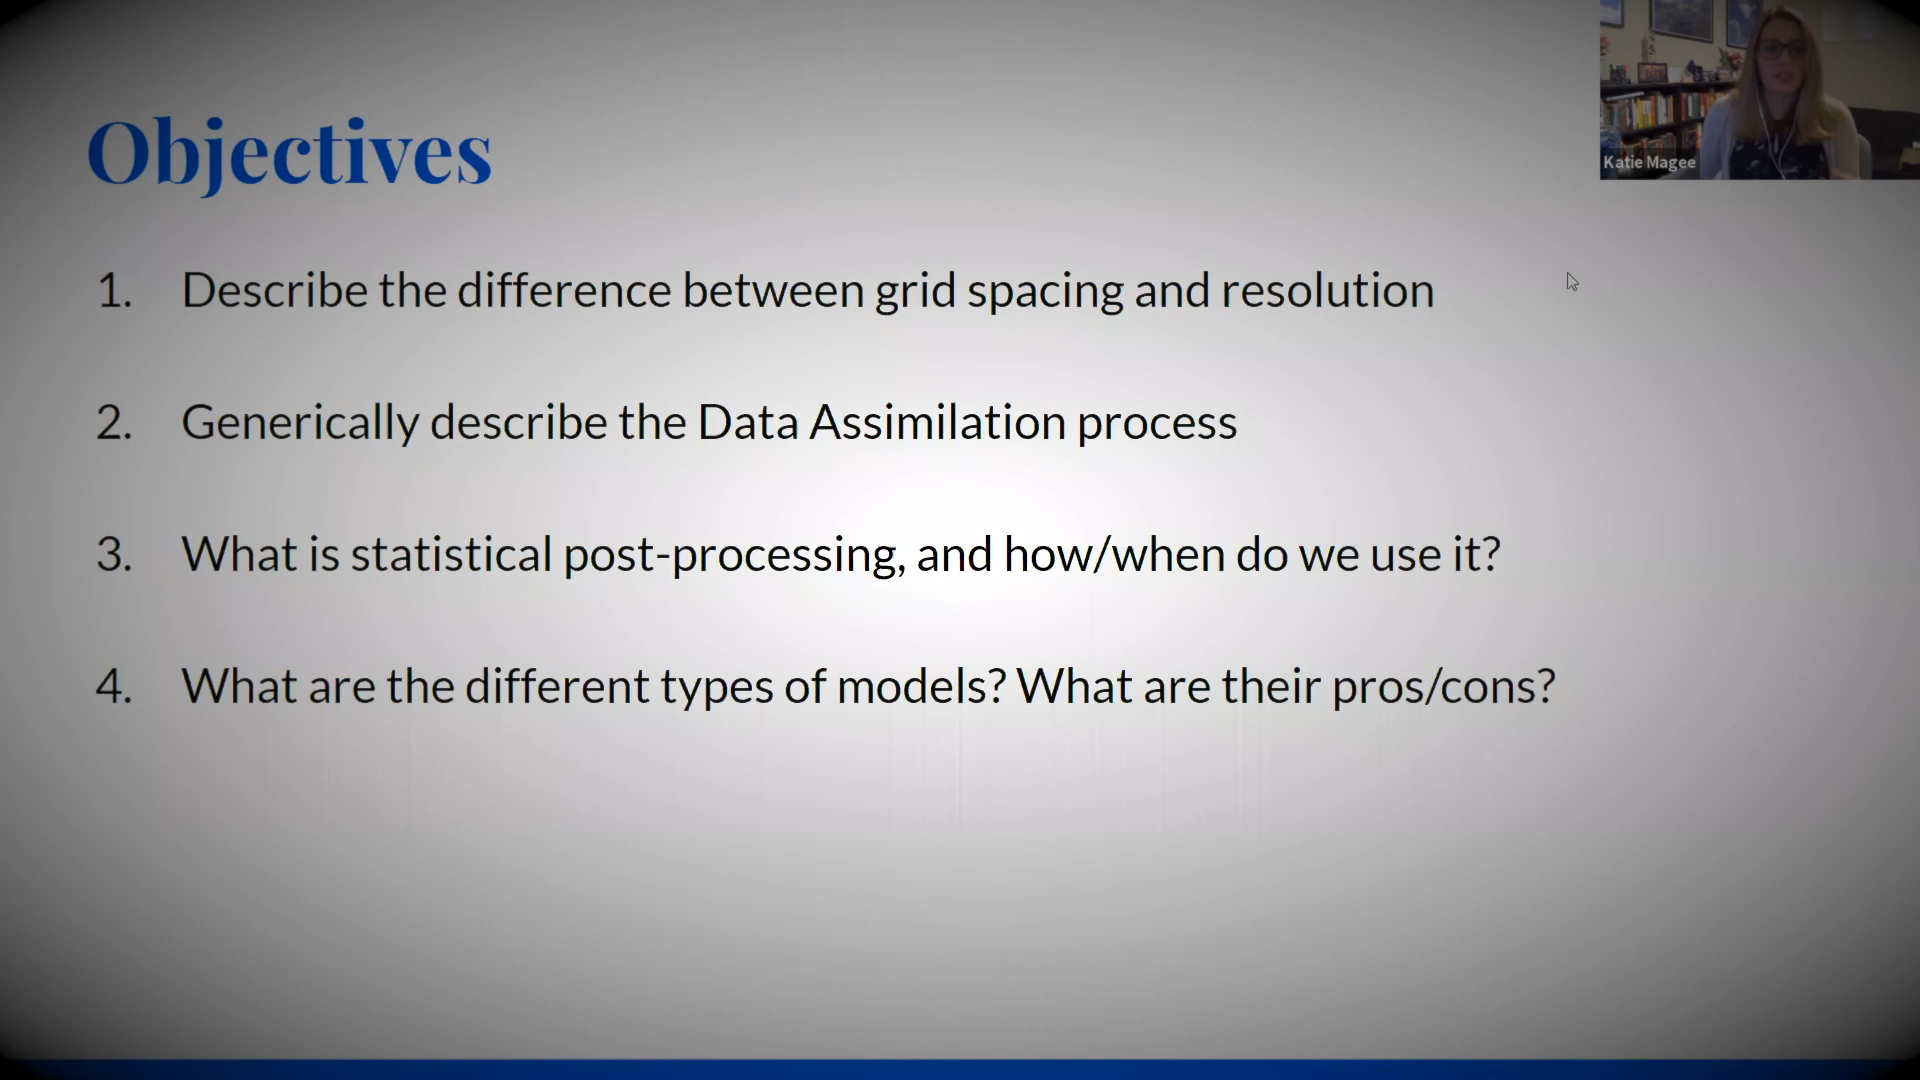 Objectives
Katie Magee
1. Describe the difference between grid spacing and resolution
2. Generically describe the Data Assimilation process
3. What is statistical post-processing, and how/when do we use it?
4. What are the different types of models? What are their pros/cons?